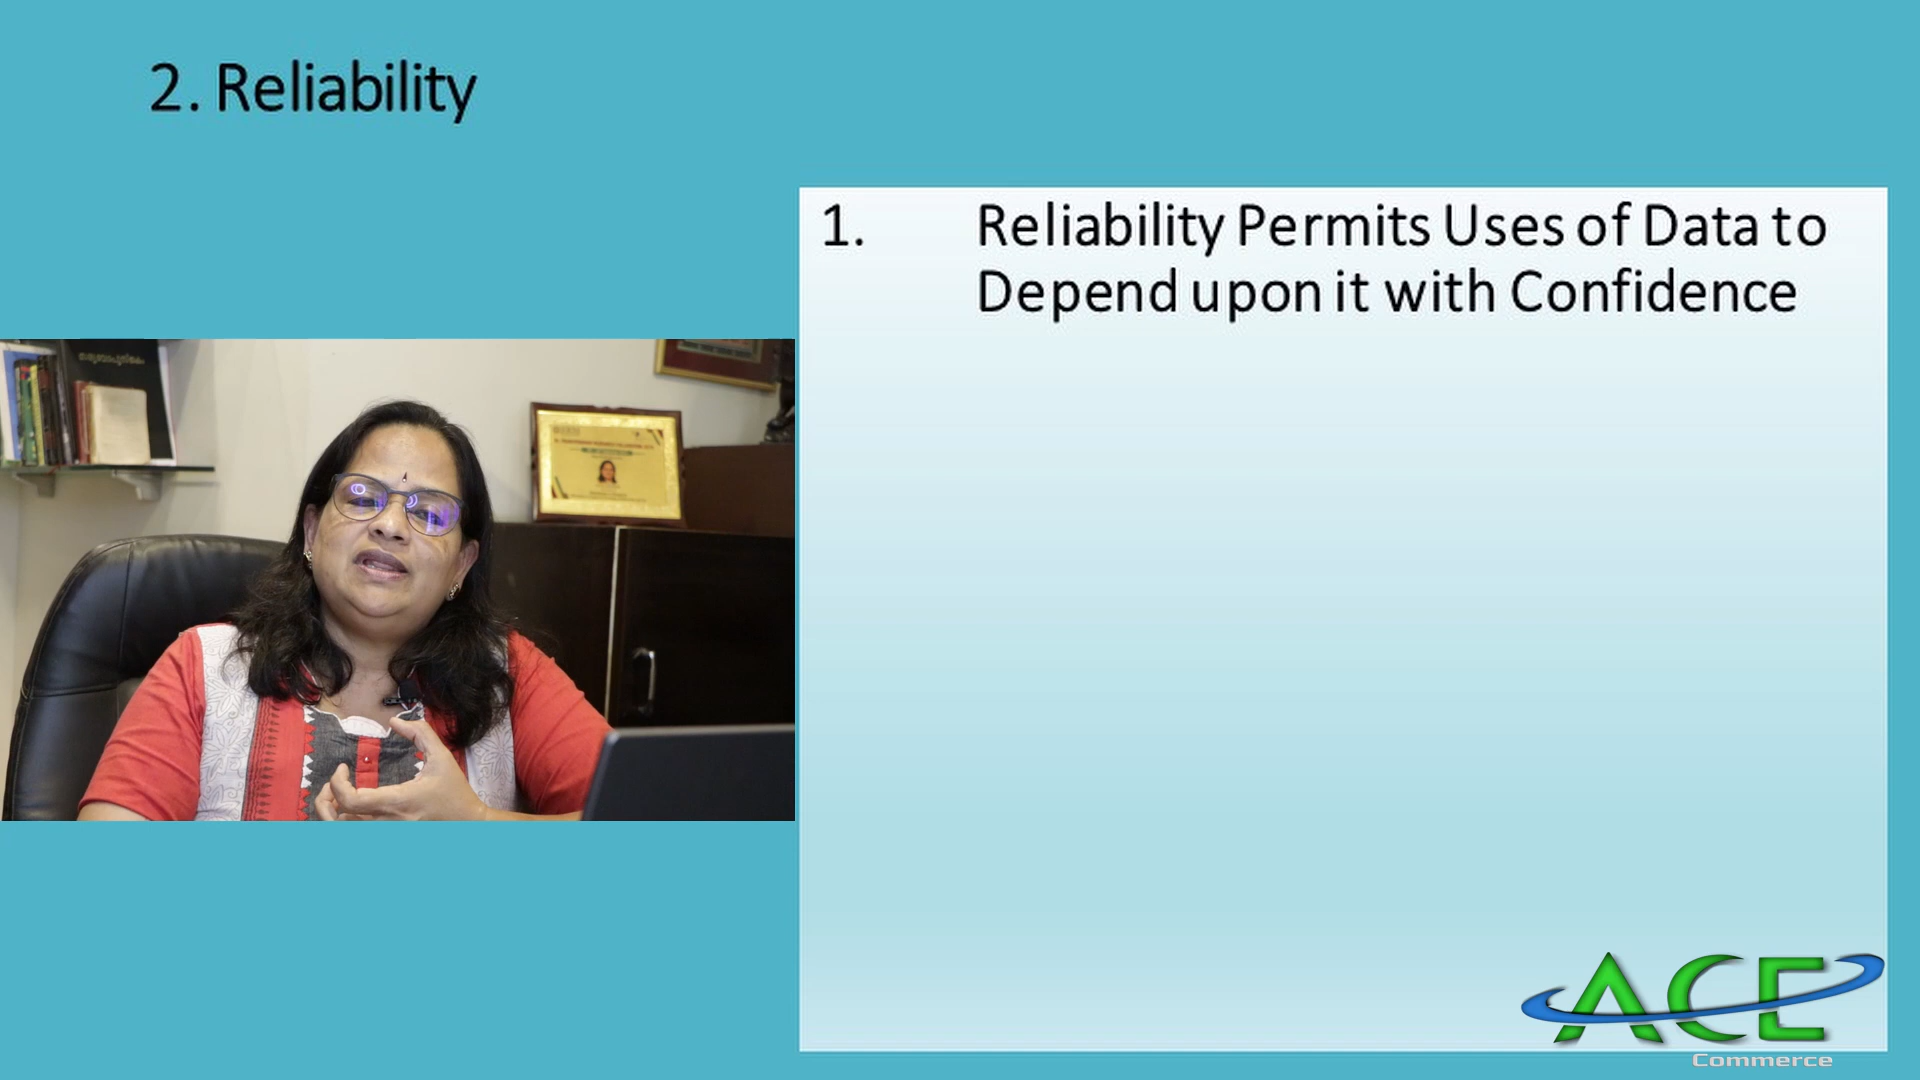 2. Reliability
1. Reliability Permits Uses of Data to
Depend upon it with Confidence
ACE
Commerce